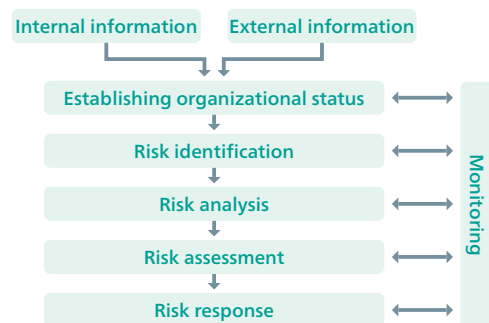 Internal information
External information
Establishing organizational status
Risk identification
Risk analysis
Risk assessment
Risk response
Monitoring